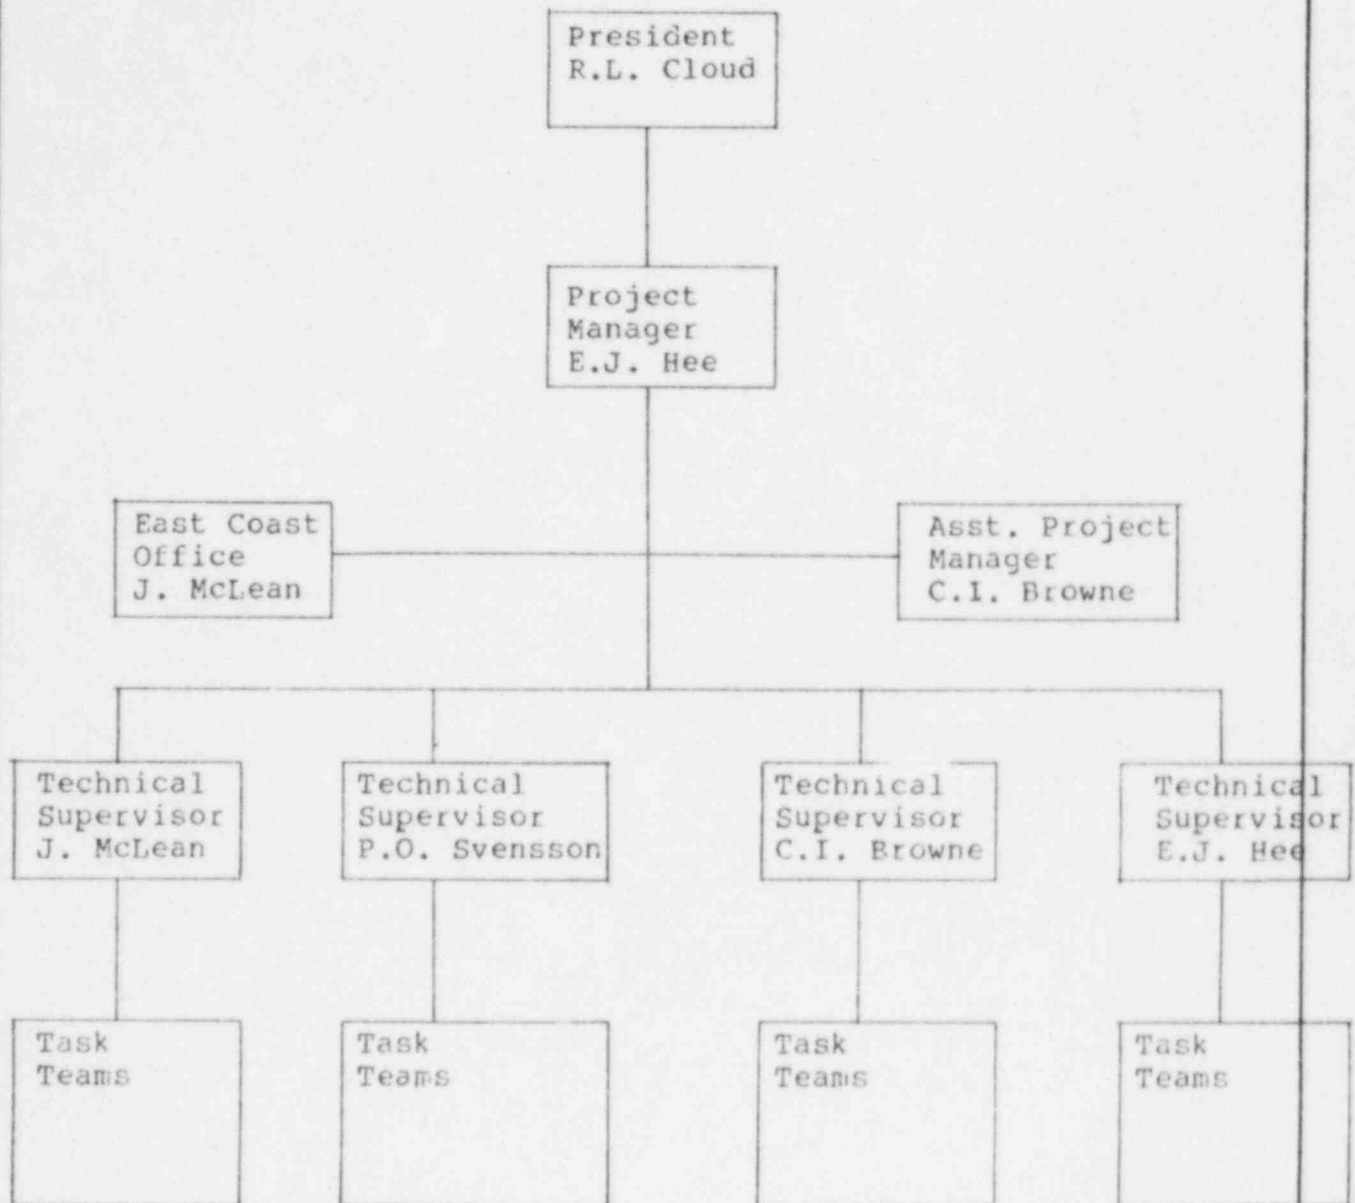 President
R.L. Cloud
Project
Manager
E.J. Hee
East Coast
Office
J. McLean
Asst. Project
Manager
C.I. Browne
Technical
Supervisor
J. McLean
Technical
Supervisor
P.O. Svensson
Technical
Supervisor
C.I. Browne
Technical
Supervisor
E.J. Hee
Task
Teams
Task
Teams
Task
Teams
Task
Teams